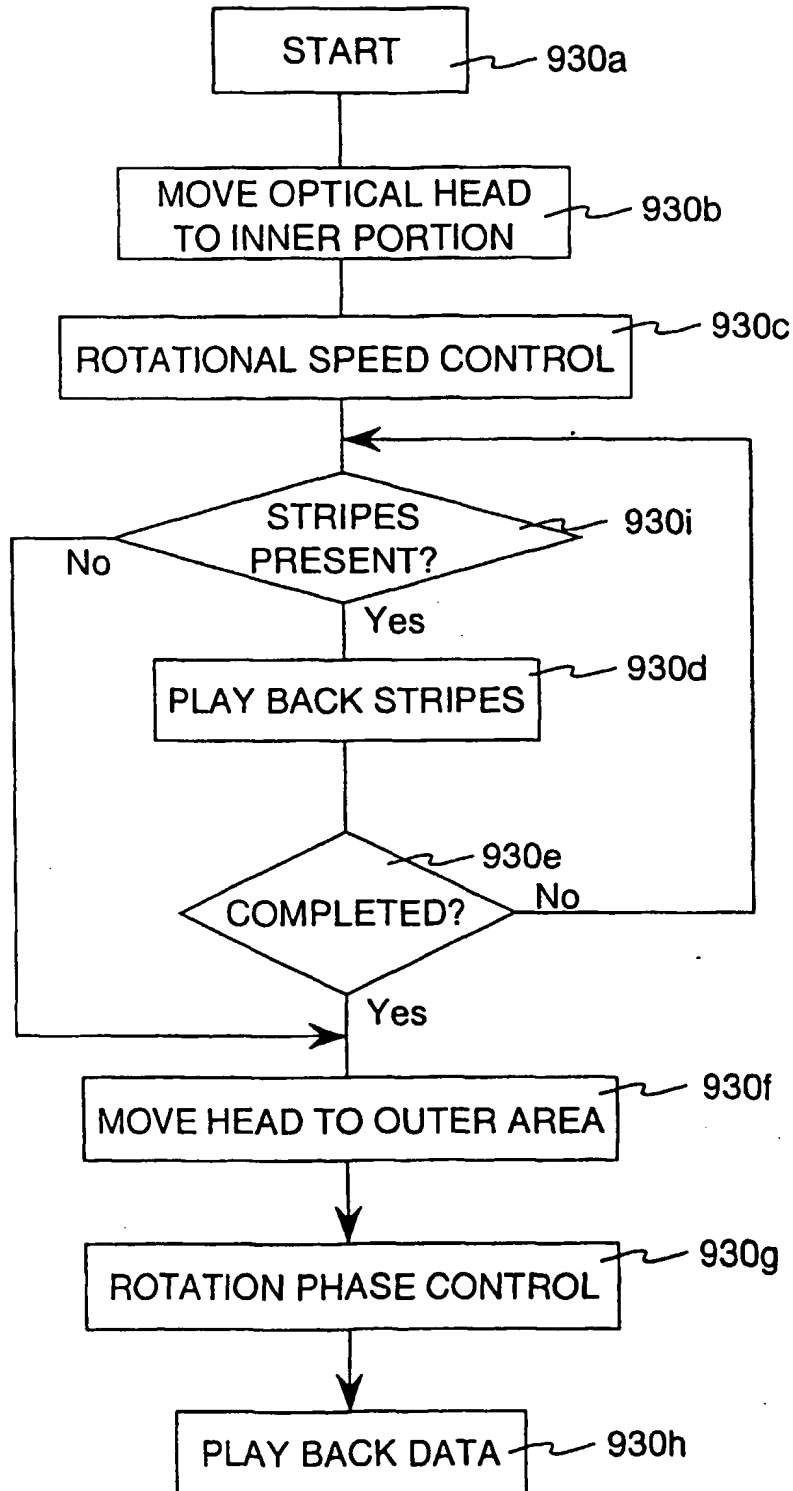 START
930a
MOVE OPTICAL HEAD
TO INNER PORTION
930b
930c
ROTATIONAL SPEED CONTROL
STRIPES
PRESENT?
930i
No
Yes
930d
PLAY BACK STRIPES
930e
COMPLETED?
No
Yes
930f
MOVE HEAD TO OUTER AREA
930g
ROTATION PHASE CONTROL
PLAY BACK DATA
930h